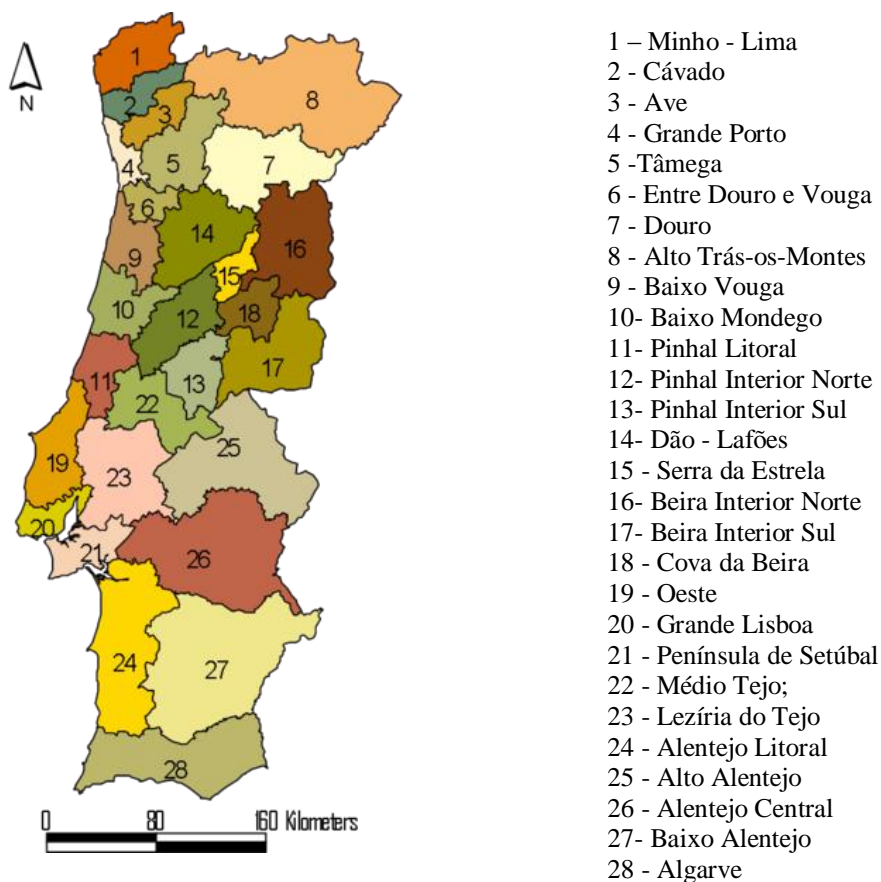 1
2
3
4
5
6
7
8
9
10
11
12
13
14
15
16
17
18
19
20
21
22
23
24
25
26
27
28
N
0 80 160 Kilometers
1 – Minho - Lima
2 - Cávado
3 - Ave
4 - Grande Porto
5 -Tâmega
6 - Entre Douro e Vouga
7 - Douro
8 - Alto Trás-os-Montes
9 - Baixo Vouga
10- Baixo Mondego
11- Pinhal Litoral
12- Pinhal Interior Norte
13- Pinhal Interior Sul
14- Dão - Lafões
15 - Serra da Estrela
16- Beira Interior Norte
17- Beira Interior Sul
18 - Cova da Beira
19 - Oeste
20 - Grande Lisboa
21 - Península de Setúbal
22 - Médio Tejo;
23 - Lezíria do Tejo
24 - Alentejo Litoral
25 - Alto Alentejo
26 - Alentejo Central
27- Baixo Alentejo
28 - Algarve